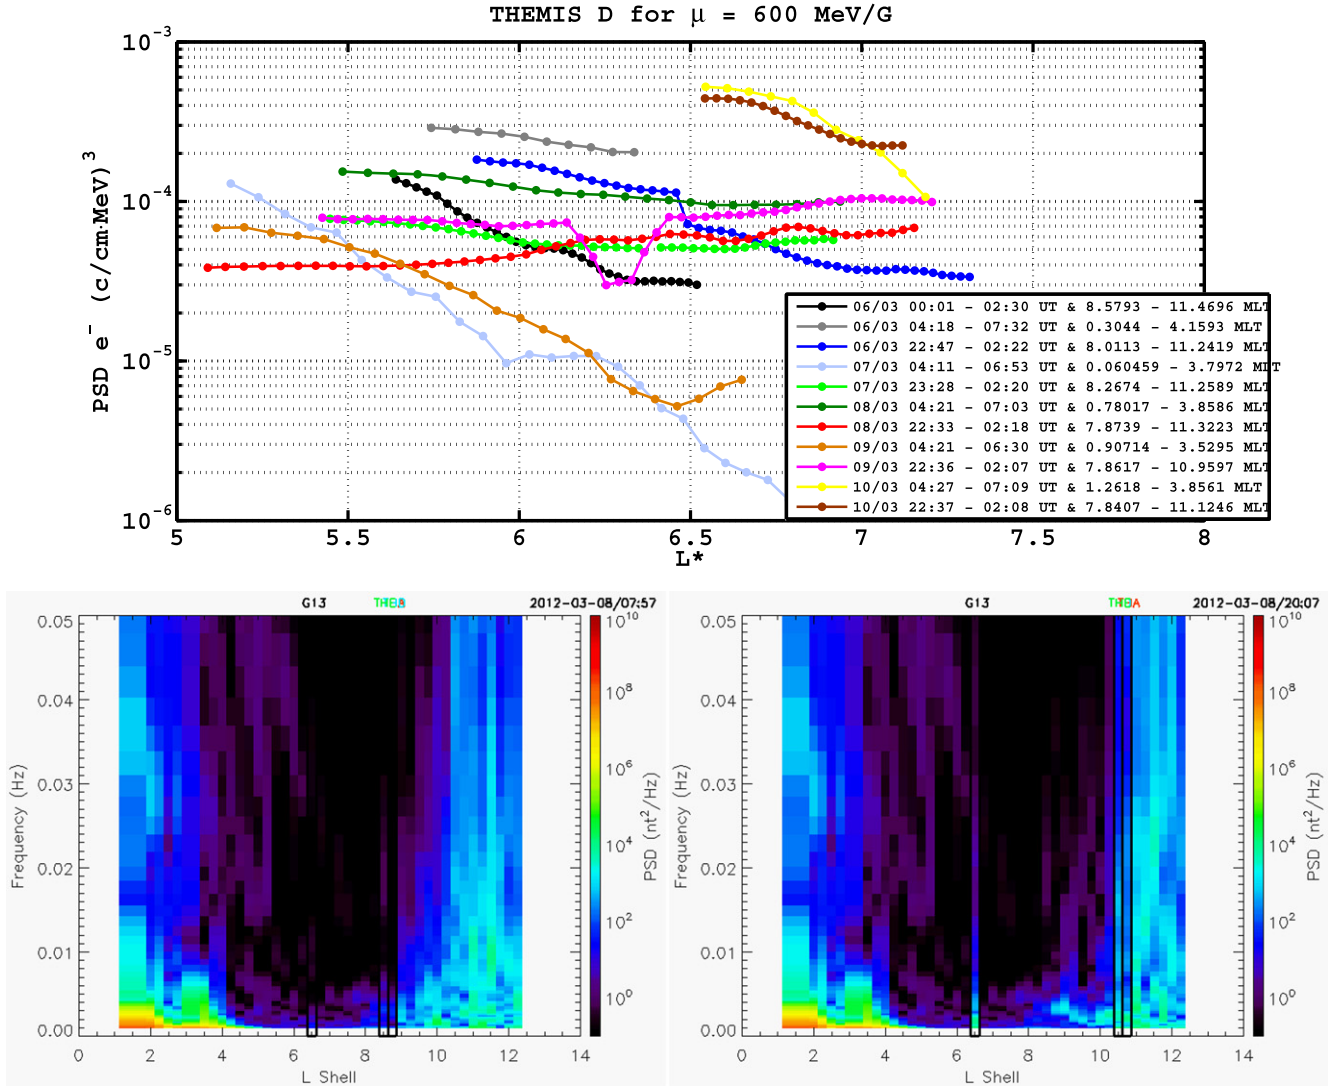 THEMIS D for μ = 600 MeV/G
PSD e⁻ (c/cm·MeV)³
10⁻³
10⁻⁴
10⁻⁵
10⁻⁶
5 5.5 6 6.5 7 7.5 8
L*
06/03 00:01 - 02:30 UT & 8.5793 - 11.4696 MLT
06/03 04:18 - 07:32 UT & 0.3044 - 4.1593 MLT
06/03 22:47 - 02:22 UT & 8.0113 - 11.2419 MLT
07/03 04:11 - 06:53 UT & 0.060459 - 3.7972 MLT
07/03 23:28 - 02:20 UT & 8.2674 - 11.2589 MLT
08/03 04:21 - 07:03 UT & 0.78017 - 3.8586 MLT
08/03 22:33 - 02:18 UT & 7.8739 - 11.3223 MLT
09/03 04:21 - 06:30 UT & 0.90714 - 3.5295 MLT
09/03 22:36 - 02:07 UT & 7.8617 - 10.9597 MLT
10/03 04:27 - 07:09 UT & 1.2618 - 3.8561 MLT
10/03 22:37 - 02:08 UT & 7.8407 - 11.1246 MLT
G13 2012-03-08/07:57
Frequency (Hz)
0.05
0.04
0.03
0.02
0.01
0.00
0 2 4 6 8 10 12 14
L Shell
10¹⁰
10⁸
10⁶
10⁴
10²
10⁰
PSD (nt²/Hz)
G13 2012-03-08/20:07
Frequency (Hz)
0.05
0.04
0.03
0.02
0.01
0.00
0 2 4 6 8 10 12 14
L Shell
10¹⁰
10⁸
10⁶
10⁴
10²
10⁰
PSD (nt²/Hz)